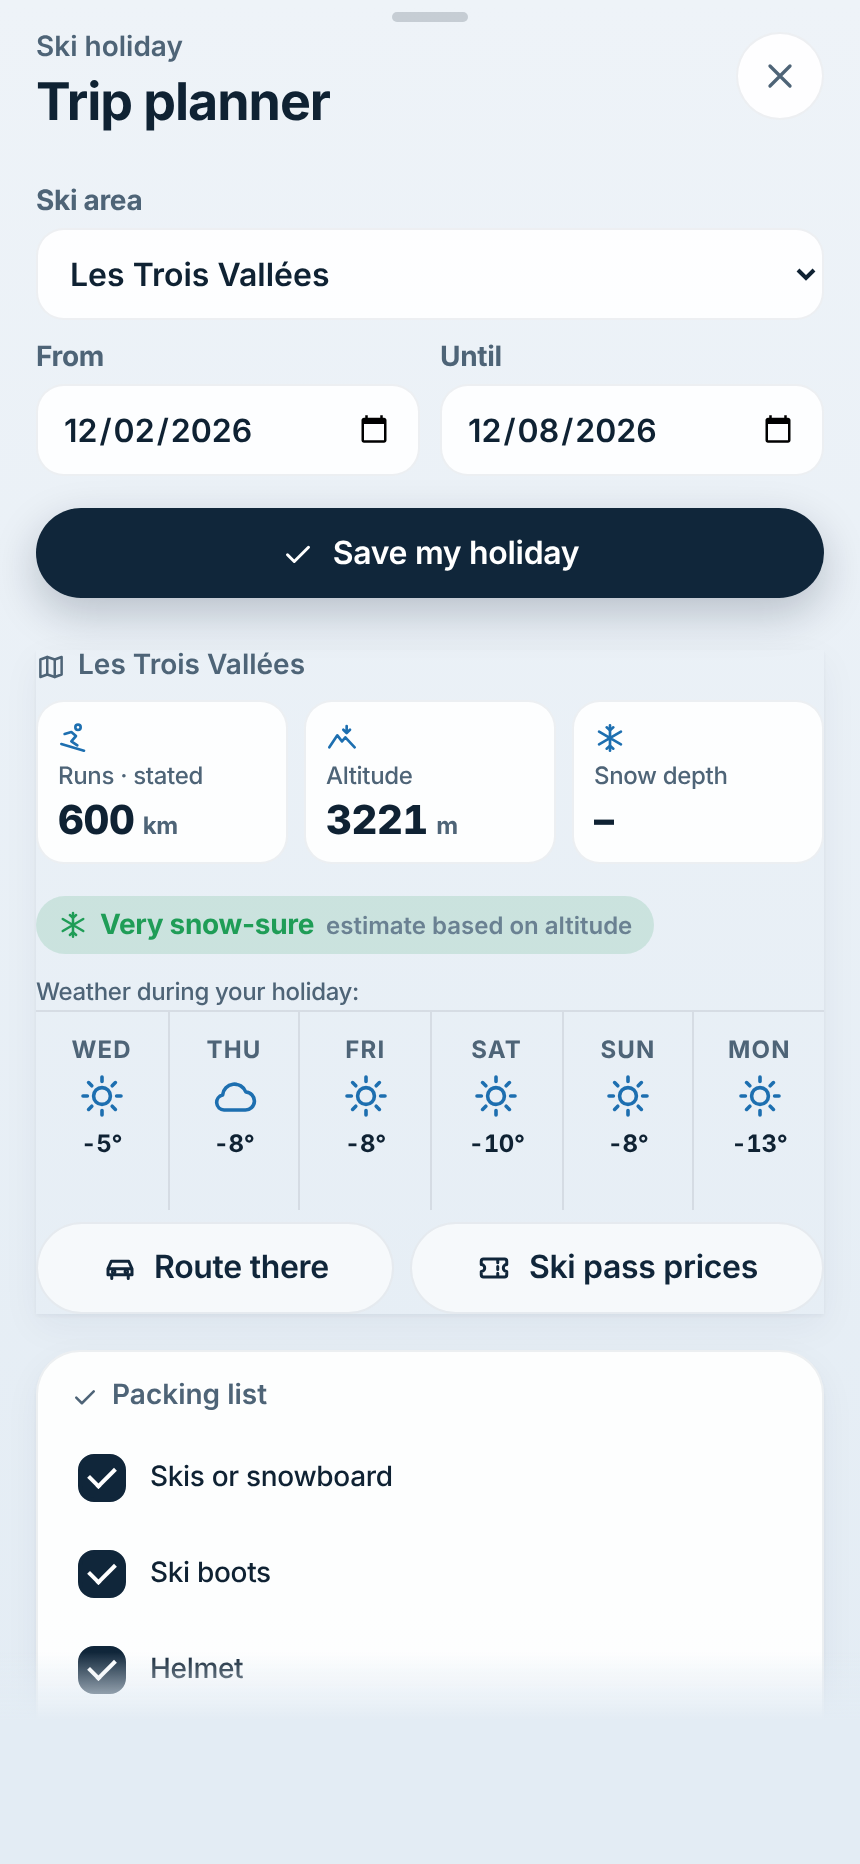 Ski holiday
Trip planner
Ski area
Les Trois Vallées
From Until
12/02/2026 12/08/2026
Save my holiday
Les Trois Vallées
Runs · stated Altitude Snow depth
600 km 3221 m –
Very snow-sure estimate based on altitude
Weather during your holiday:
WED THU FRI SAT SUN MON
-5° -8° -8° -10° -8° -13°
Route there Ski pass prices
Packing list
Skis or snowboard
Ski boots
Helmet